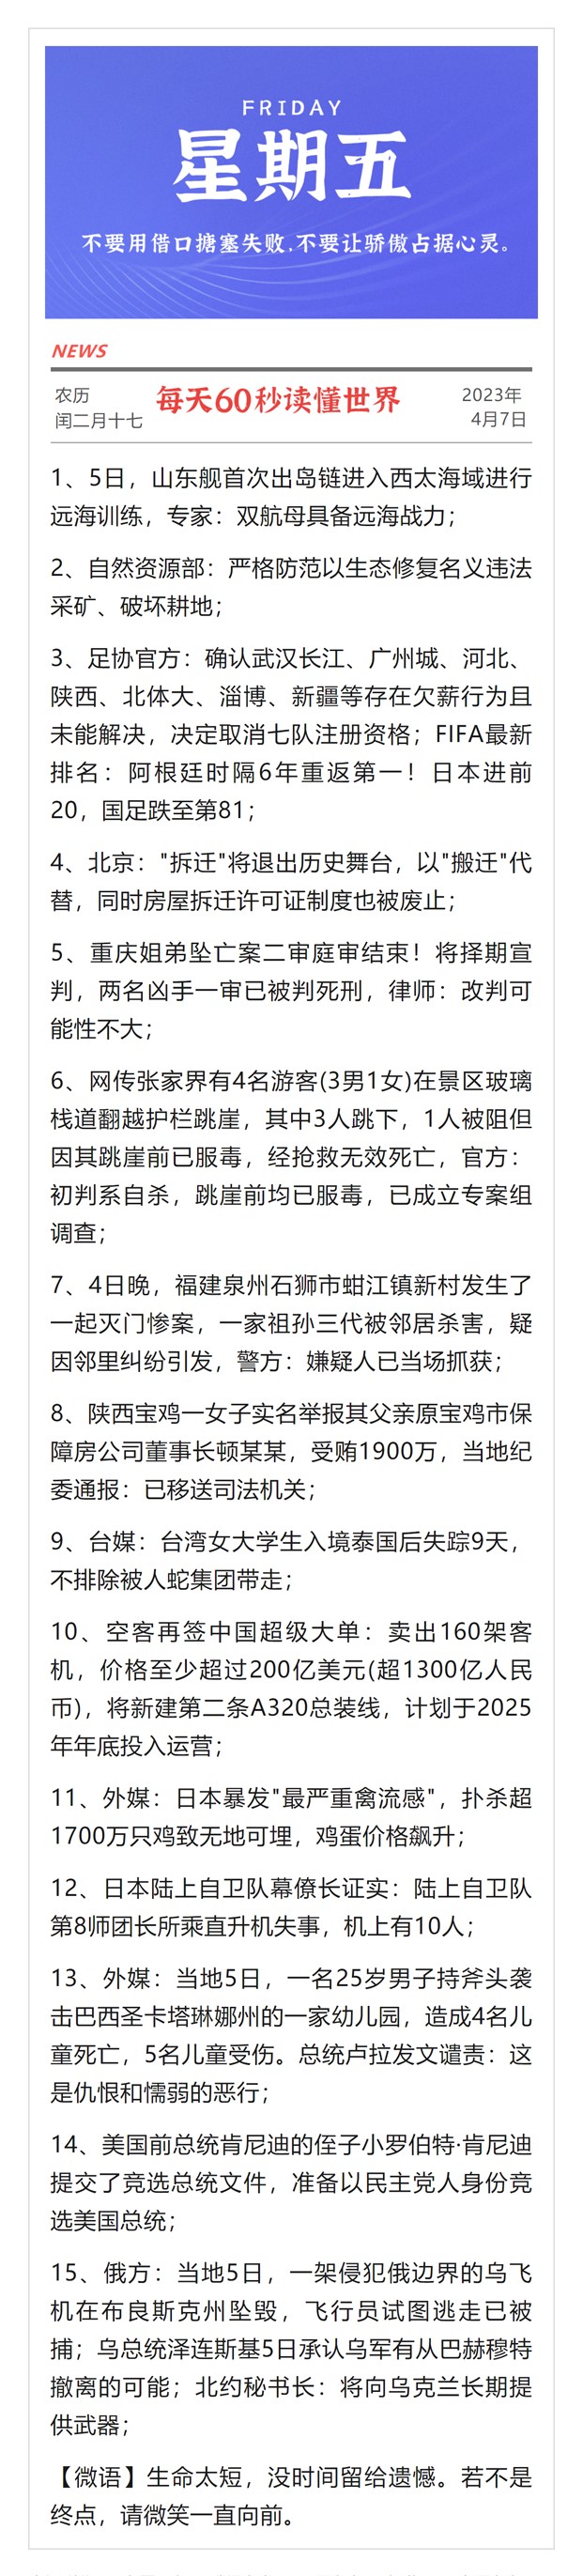 FRIDAY
星期五
不要用借口搪塞失败,不要让骄傲占据心灵。
NEWS
农历
闰二月十七
每天60秒读懂世界
2023年
4月7日
1、5日，山东舰首次出岛链进入西太海域进行
远海训练，专家：双航母具备远海战力；
2、自然资源部：严格防范以生态修复名义违法
采矿、破坏耕地；
3、足协官方：确认武汉长江、广州城、河北、
陕西、北体大、淄博、新疆等存在欠薪行为且
未能解决，决定取消七队注册资格；FIFA最新
排名：阿根廷时隔6年重返第一！日本进前
20，国足跌至第81；
4、北京："拆迁"将退出历史舞台，以"搬迁"代
替，同时房屋拆迁许可证制度也被废止；
5、重庆姐弟坠亡案二审庭审结束！将择期宣
判，两名凶手一审已被判死刑，律师：改判可
能性不大；
6、网传张家界有4名游客(3男1女)在景区玻璃
栈道翻越护栏跳崖，其中3人跳下，1人被阻但
因其跳崖前已服毒，经抢救无效死亡，官方：
初判系自杀，跳崖前均已服毒，已成立专案组
调查；
7、4日晚，福建泉州石狮市蚶江镇新村发生了
一起灭门惨案，一家祖孙三代被邻居杀害，疑
因邻里纠纷引发，警方：嫌疑人已当场抓获；
8、陕西宝鸡一女子实名举报其父亲原宝鸡市保
障房公司董事长顿某某，受贿1900万，当地纪
委通报：已移送司法机关；
9、台媒：台湾女大学生入境泰国后失踪9天，
不排除被人蛇集团带走；
10、空客再签中国超级大单：卖出160架客
机，价格至少超过200亿美元(超1300亿人民
币)，将新建第二条A320总装线，计划于2025
年年底投入运营；
11、外媒：日本暴发"最严重禽流感"，扑杀超
1700万只鸡致无地可埋，鸡蛋价格飙升；
12、日本陆上自卫队幕僚长证实：陆上自卫队
第8师团长所乘直升机失事，机上有10人；
13、外媒：当地5日，一名25岁男子持斧头袭
击巴西圣卡塔琳娜州的一家幼儿园，造成4名儿
童死亡，5名儿童受伤。总统卢拉发文谴责：这
是仇恨和懦弱的恶行；
14、美国前总统肯尼迪的侄子小罗伯特·肯尼迪
提交了竞选总统文件，准备以民主党人身份竞
选美国总统；
15、俄方：当地5日，一架侵犯俄边界的乌飞
机在布良斯克州坠毁，飞行员试图逃走已被
捕；乌总统泽连斯基5日承认乌军有从巴赫穆特
撤离的可能；北约秘书长：将向乌克兰长期提
供武器；
【微语】生命太短，没时间留给遗憾。若不是
终点，请微笑一直向前。